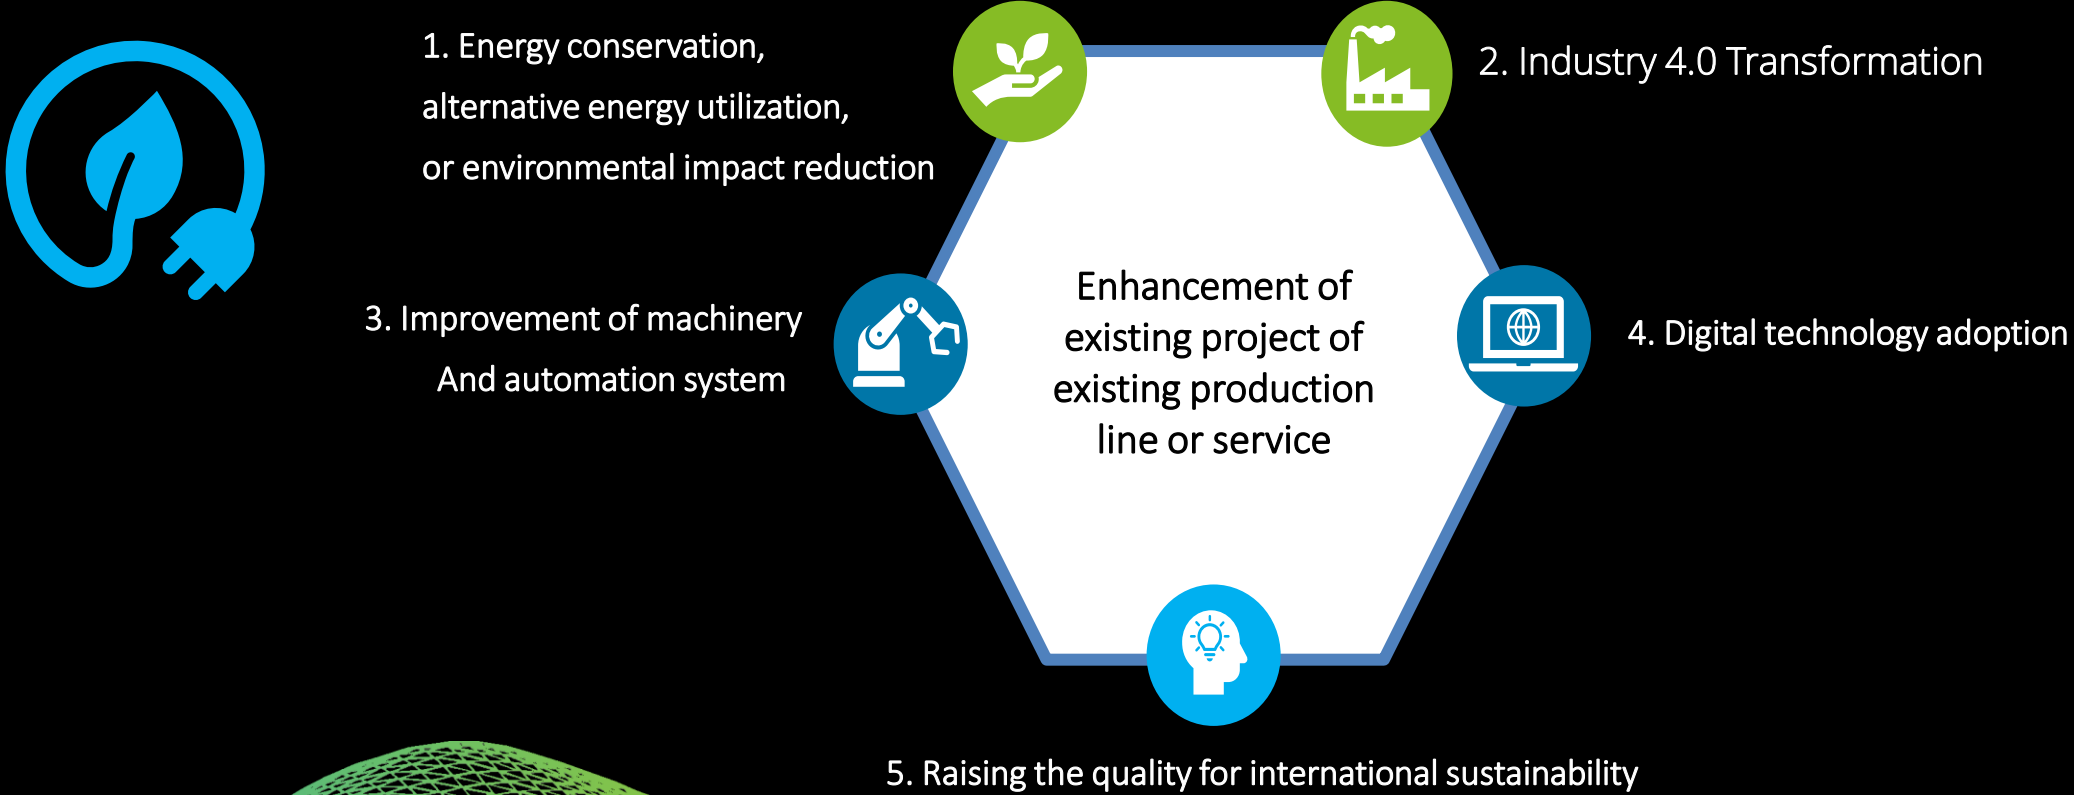 1. Energy conservation,
alternative energy utilization,
or environmental impact reduction
2. Industry 4.0 Transformation
3. Improvement of machinery
And automation system
Enhancement of
existing project of
existing production
line or service
4. Digital technology adoption
5. Raising the quality for international sustainability